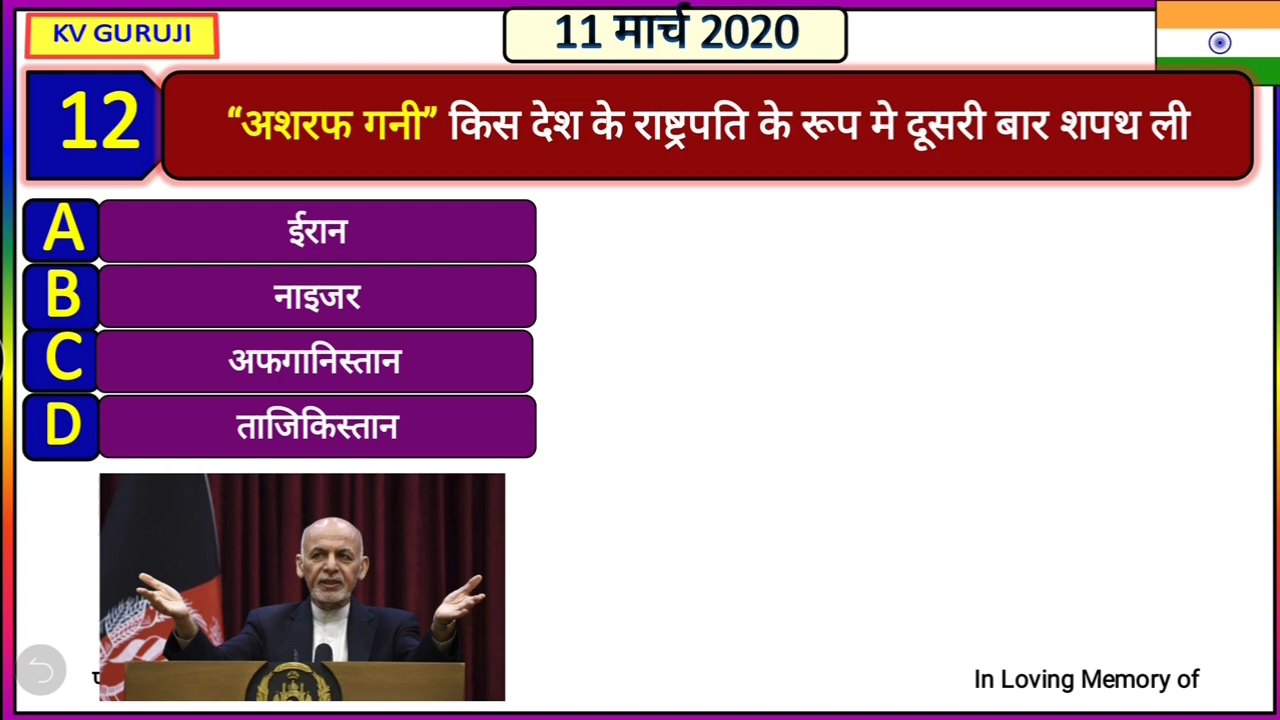 KV GURUJI
11 मार्च 2020
12
“अशरफ गनी” किस देश के राष्ट्रपति के रूप मे दूसरी बार शपथ ली
A
ईरान
B
नाइजर
C
अफगानिस्तान
D
ताजिकिस्तान
In Loving Memory of